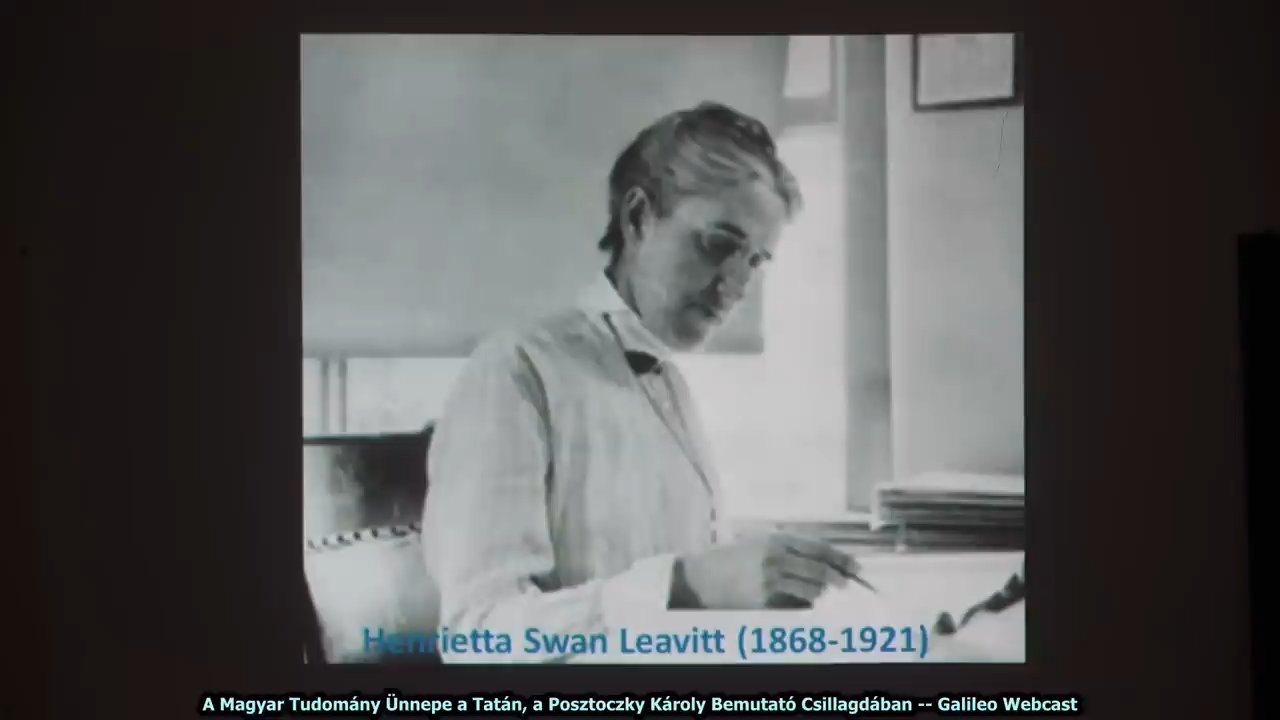 Henrietta Swan Leavitt (1868-1921)
A Magyar Tudomány Ünnepe a Tatán, a Posztoczky Károly Bemutató Csillagdában -- Galileo Webcast